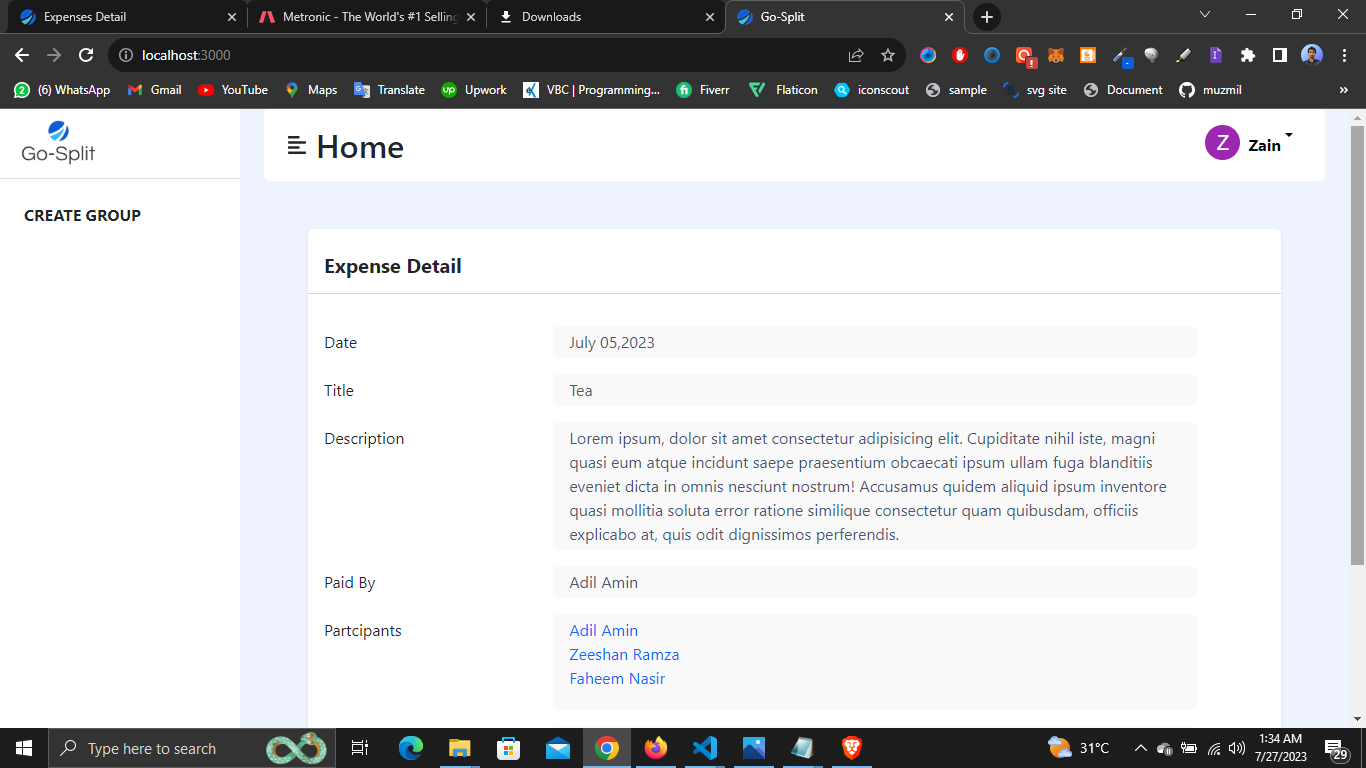 Expenses Detail
Metronic - The World's #1 Selling
Downloads
Go-Split
localhost:3000
(6) WhatsApp
Gmail
YouTube
Maps
Translate
Upwork
VBC | Programming...
Fiverr
Flaticon
iconscout
sample
svg site
Document
muzmil
»
Go-Split
Home
Z
Zain
CREATE GROUP
Expense Detail
Date
July 05,2023
Title
Tea
Description
Lorem ipsum, dolor sit amet consectetur adipisicing elit. Cupiditate nihil iste, magni
quasi eum atque incidunt saepe praesentium obcaecati ipsum ullam fuga blanditiis
eveniet dicta in omnis nesciunt nostrum! Accusamus quidem aliquid ipsum inventore
quasi mollitia soluta error ratione similique consectetur quam quibusdam, officiis
explicabo at, quis odit dignissimos perferendis.
Paid By
Adil Amin
Partcipants
Adil Amin
Zeeshan Ramza
Faheem Nasir
Type here to search
31°C
1:34 AM
7/27/2023
29